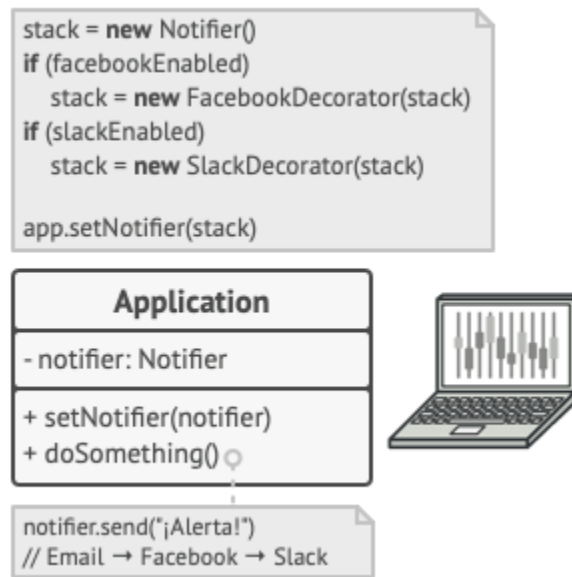 stack = new Notifier()
if (facebookEnabled)
stack = new FacebookDecorator(stack)
if (slackEnabled)
stack = new SlackDecorator(stack)
app.setNotifier(stack)
Application
- notifier: Notifier
+ setNotifier(notifier)
+ doSomething()
notifier.send("¡Alerta!")
// Email → Facebook → Slack